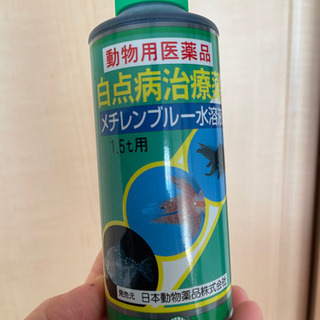 動物用医薬品
白点病治療薬
メチレンブルー水溶液
1.5t用
発売元 日本動物薬品株式会社